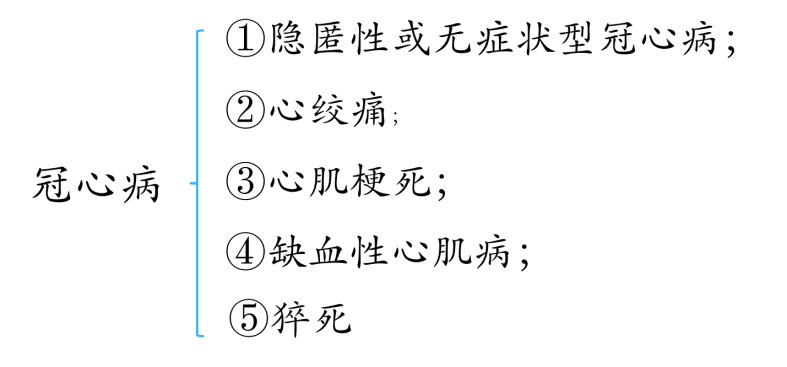 冠心病
①隐匿性或无症状型冠心病；
②心绞痛；
③心肌梗死；
④缺血性心肌病；
⑤猝死